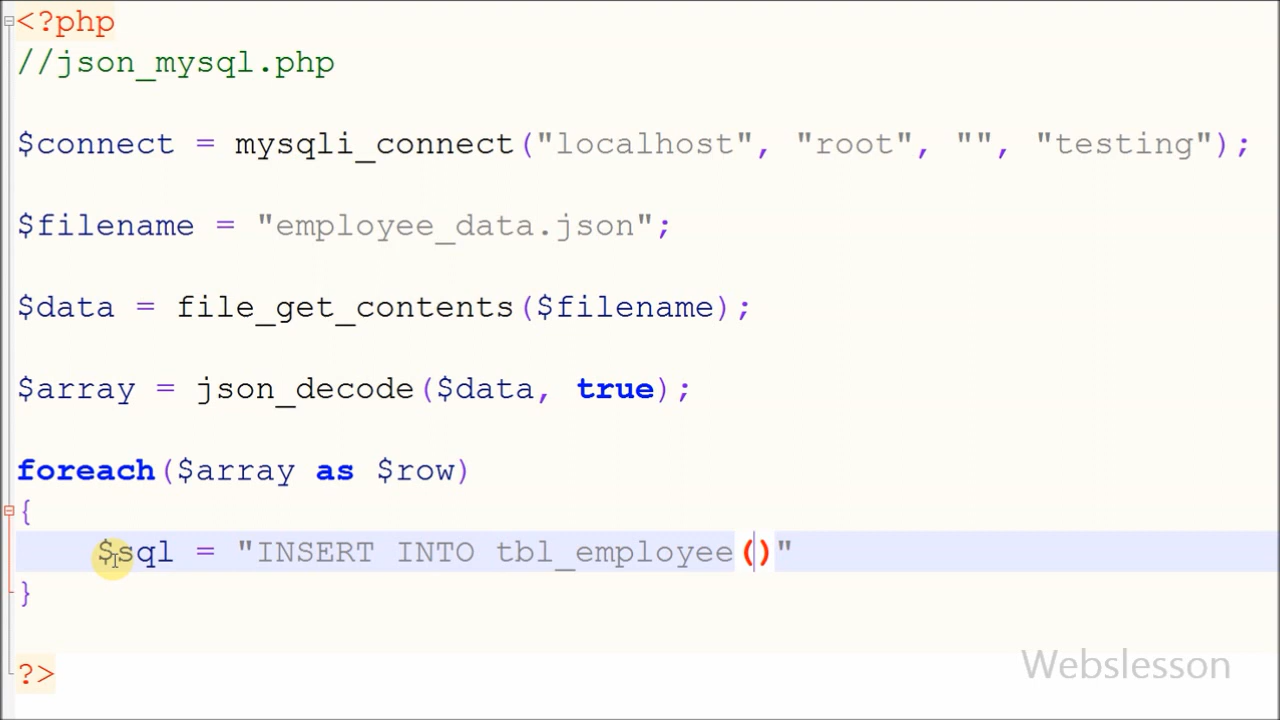 <?php
//json_mysql.php
$connect = mysqli_connect("localhost", "root", "", "testing");
$filename = "employee_data.json";
$data = file_get_contents($filename);
$array = json_decode($data, true);
foreach($array as $row)
{
$sql = "INSERT INTO tbl_employee()"
}
?>
Webslesson